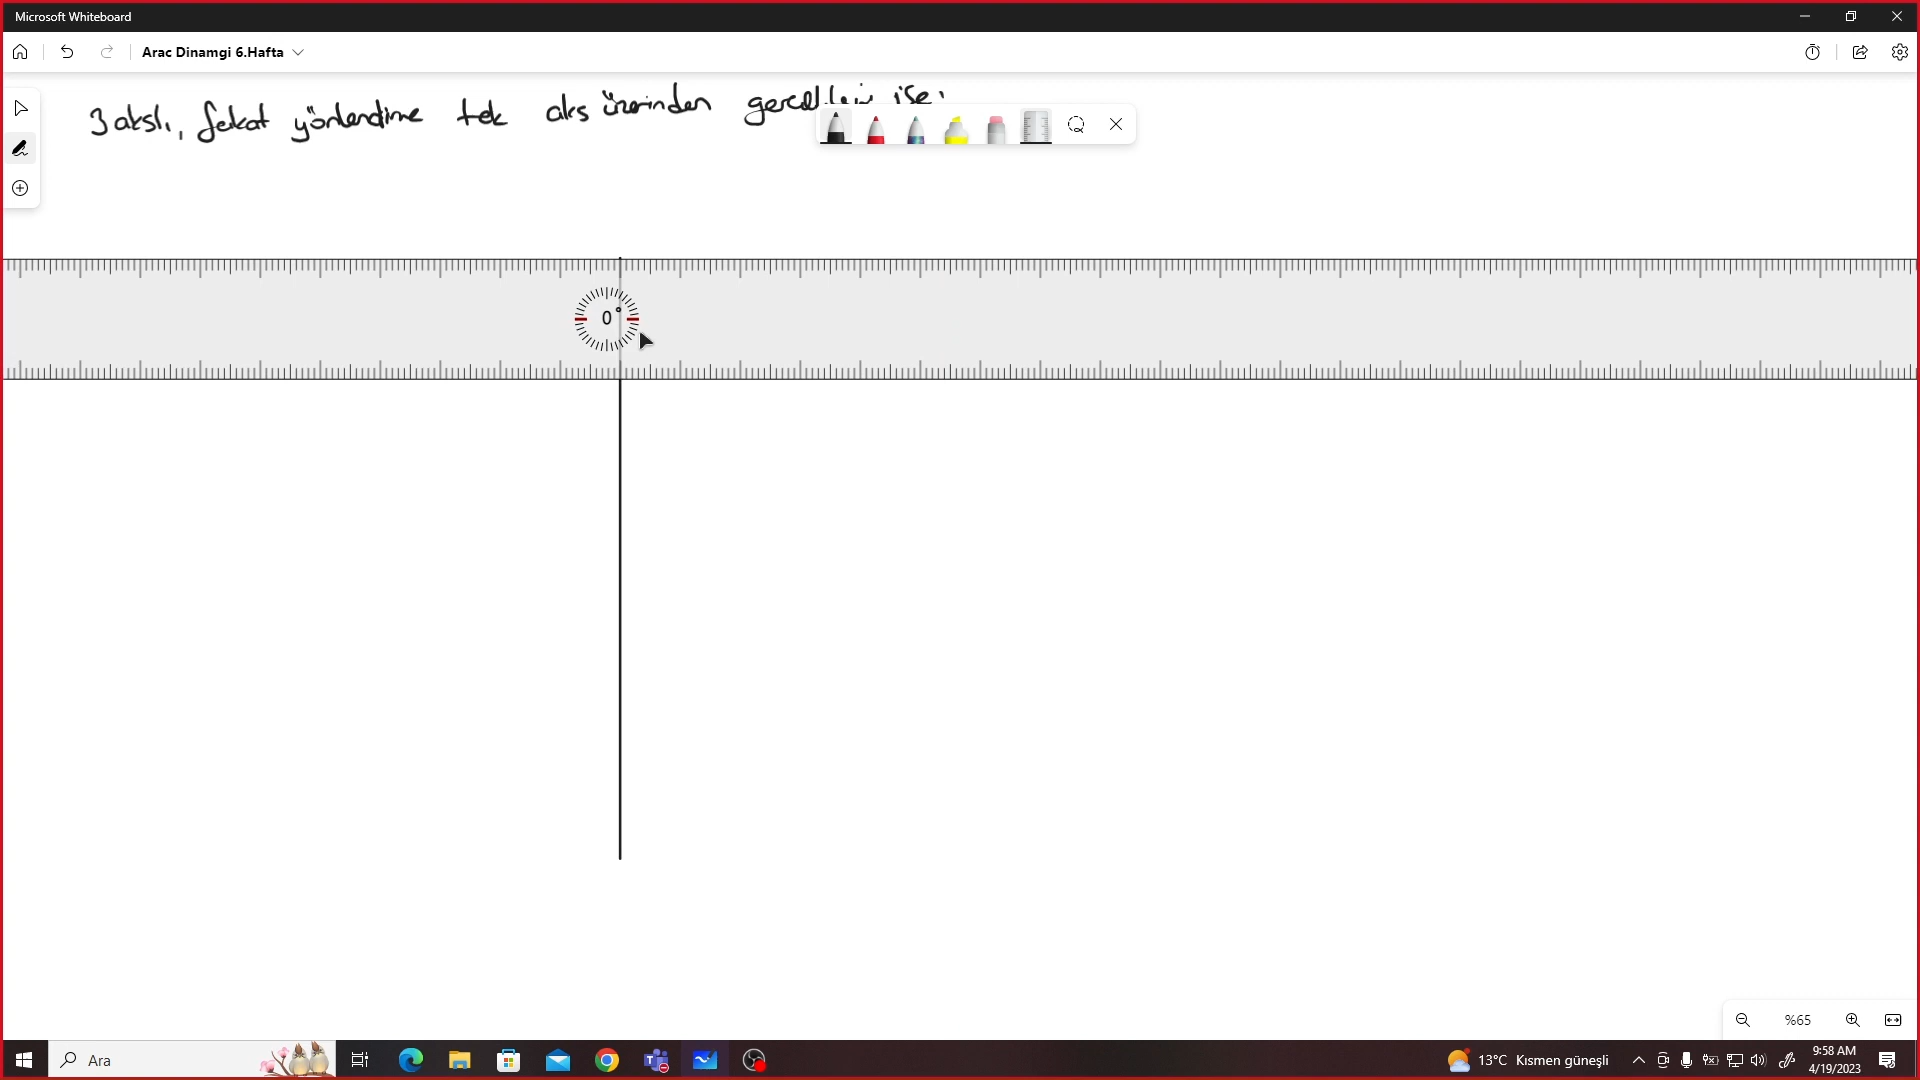 Microsoft Whiteboard
Arac Dinamgi 6.Hafta
3 akslı, fakat yönlendirme tek aks üzerinden ise;
0°
%65
Ara
13°C Kısmen güneşli
9:58 AM
4/19/2023